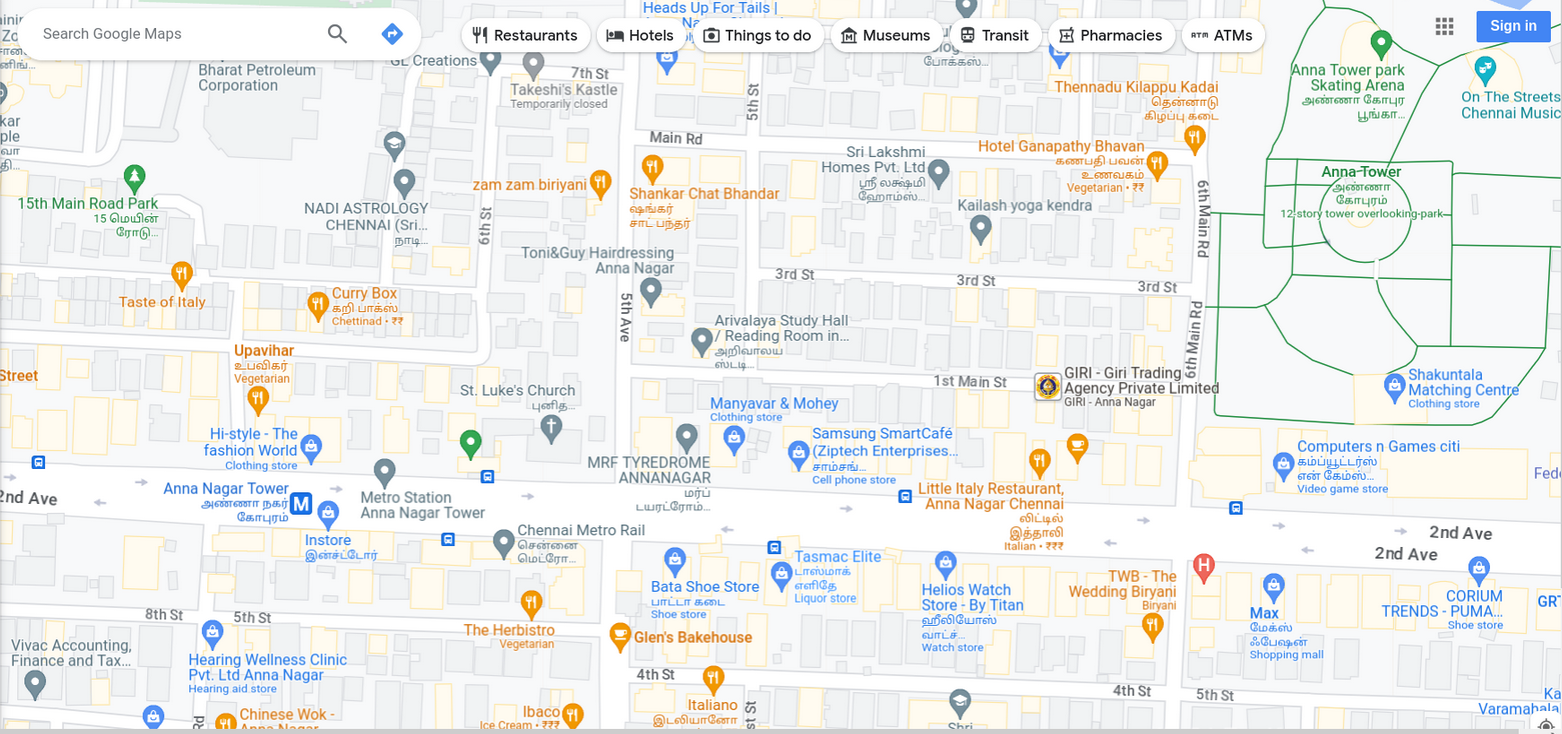 Search Google Maps
Restaurants
Hotels
Things to do
Museums
Transit
Pharmacies
ATMs
Sign in
Heads Up For Tails |
Bharat Petroleum
Corporation
GL Creations
7th St
Takeshi's Kastle
Temporarily closed
5th St
போக்கஸ்...
Thennadu Kilappu Kadai
தென்னாடு
கிழப்பு கடை
Anna Tower park
Skating Arena
அண்ணா கோபுர
பூங்கா...
On The Streets
Chennai Music
Main Rd
Hotel Ganapathy Bhavan
கணபதி பவன்
உணவகம்
Vegetarian • ₹₹
Sri Lakshmi
Homes Pvt. Ltd
ஸ்ரீ லக்ஷ்மி
ஹோம்ஸ்...
Anna Tower
அண்ணா
கோபுரம்
12-story tower overlooking park
zam zam biriyani
Shankar Chat Bhandar
ஷங்கர்
சாட் பந்தர்
15th Main Road Park
15 மெயின்
ரோடு...
NADI ASTROLOGY
CHENNAI (Sri...
நாடி...
6th St
Kailash yoga kendra
6th Main Rd
Toni&Guy Hairdressing
Anna Nagar
3rd St
3rd St
3rd St
Taste of Italy
Curry Box
கறி பாக்ஸ்
Chettinad • ₹₹
5th Ave
Arivalaya Study Hall
/ Reading Room in...
அறிவாலய
ஸ்டடி...
6th Main Rd
Upavihar
உபவிகர்
Vegetarian
Street
St. Luke's Church
புனித...
1st Main St
GIRI - Giri Trading
Agency Private Limited
GIRI - Anna Nagar
Shakuntala
Matching Centre
Clothing store
Manyavar & Mohey
Clothing store
Hi-style - The
fashion World
Clothing store
Samsung SmartCafé
(Ziptech Enterprises...
சாம்சங்...
Cell phone store
Computers n Games citi
கம்ப்யூட்டர்ஸ்
என் கேம்ஸ்...
Video game store
Fede
MRF TYREDROME
ANNANAGAR
மர்ப்
டயரட்ரோம்...
2nd Ave
Anna Nagar Tower
அண்ணா நகர்
கோபுரம்
M
Metro Station
Anna Nagar Tower
Little Italy Restaurant,
Anna Nagar Chennai
லிட்டில்
இத்தாலி
Italian • ₹₹₹
Instore
இன்ஸ்ட்டோர்
Chennai Metro Rail
சென்னை
மெட்ரோ...
2nd Ave
2nd Ave
Bata Shoe Store
பாட்டா கடை
Shoe store
Tasmac Elite
டாஸ்மாக்
எளிதே
Liquor store
Helios Watch
Store - By Titan
ஹீலியோஸ்
வாட்ச்...
Watch store
TWB - The
Wedding Biryani
Biryani
H
Max
மேக்ஸ்
ஃபேஷன்
Shopping mall
CORIUM
TRENDS - PUMA...
Shoe store
GRT
8th St
5th St
The Herbistro
Vegetarian
Glen's Bakehouse
Vivac Accounting,
Finance and Tax...
Hearing Wellness Clinic
Pvt. Ltd Anna Nagar
Hearing aid store
4th St
4th St
5th St
Chinese Wok -
Anna Nagar
Rd
Ibaco
Ice Cream • ₹₹₹
Italiano
இடலியானோ
st St
Shri
Ka
Varamahala